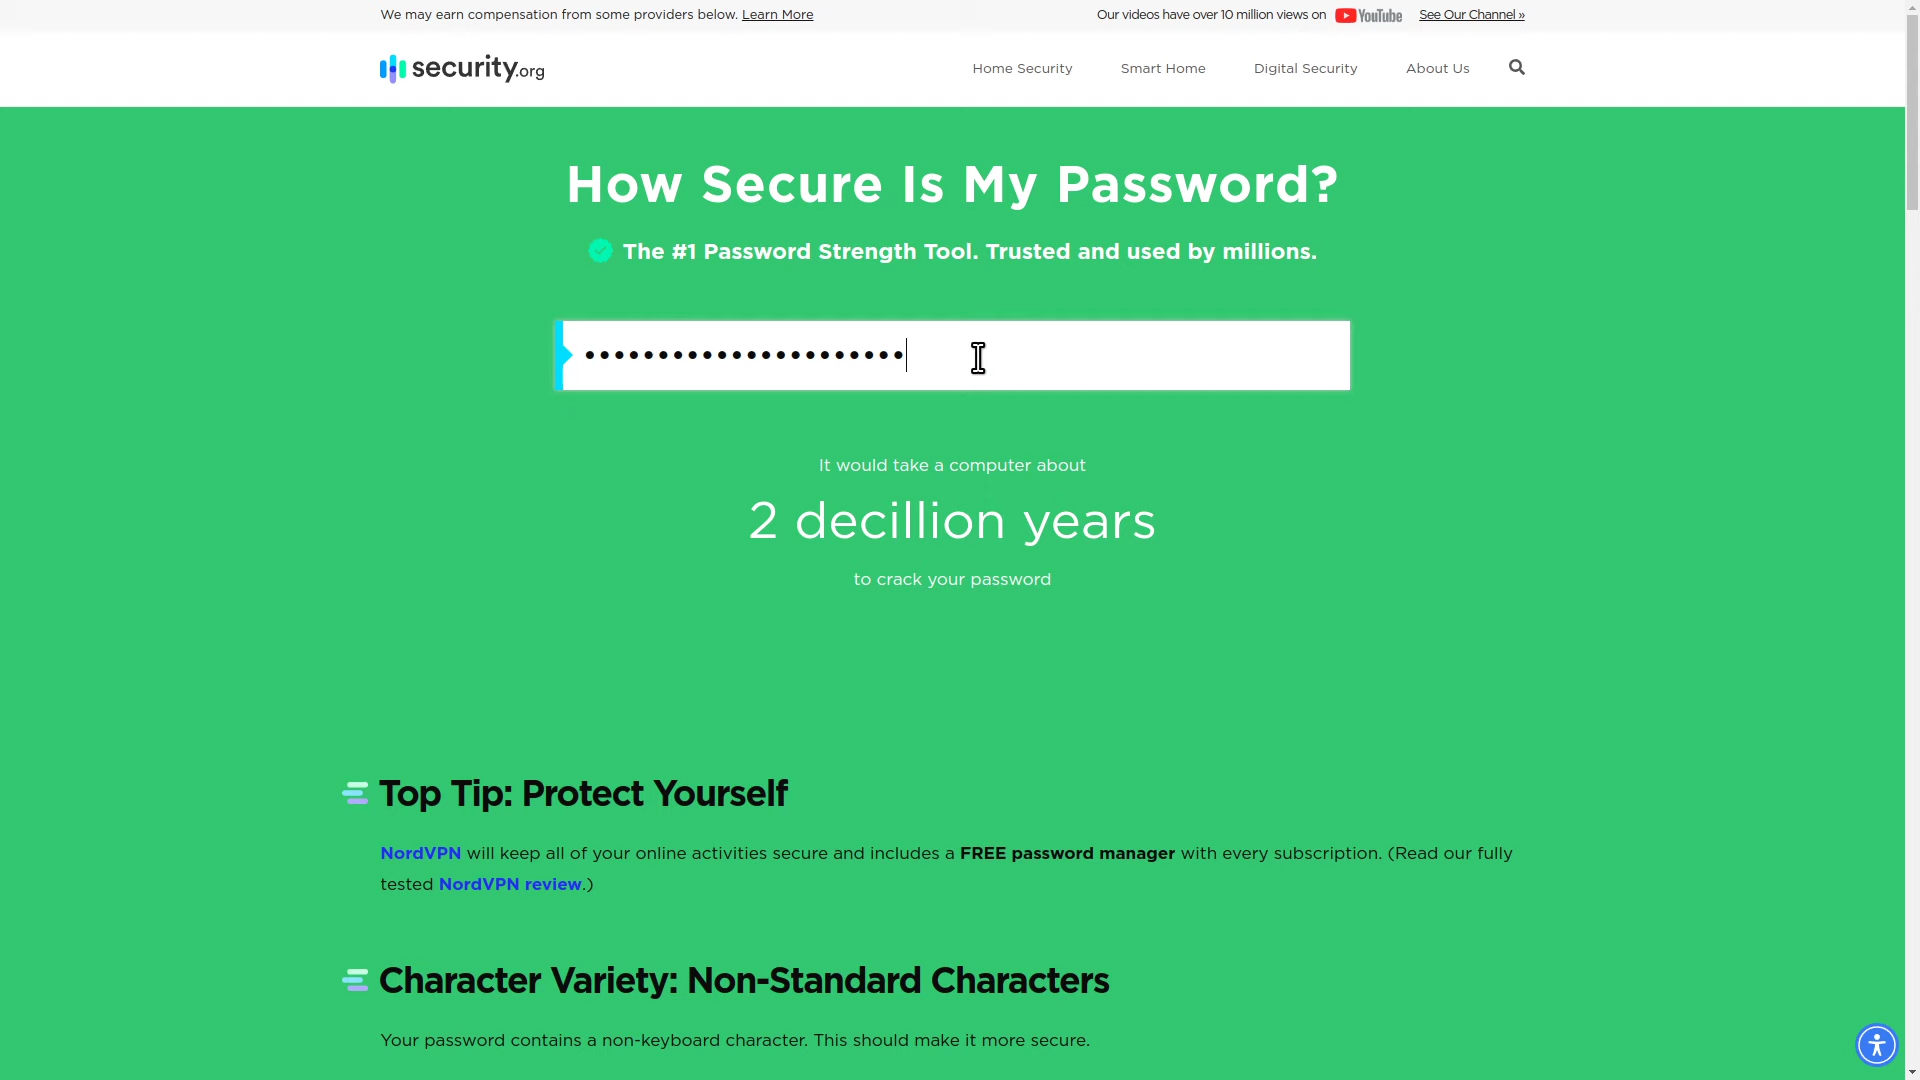 We may earn compensation from some providers below. Learn More
Our videos have over 10 million views on YouTube See Our Channel »
security.org
Home Security Smart Home Digital Security About Us
How Secure Is My Password?
The #1 Password Strength Tool. Trusted and used by millions.
••••••••••••••••••••••
It would take a computer about
2 decillion years
to crack your password
Top Tip: Protect Yourself
NordVPN will keep all of your online activities secure and includes a FREE password manager with every subscription. (Read our fully
tested NordVPN review.)
Character Variety: Non-Standard Characters
Your password contains a non-keyboard character. This should make it more secure.